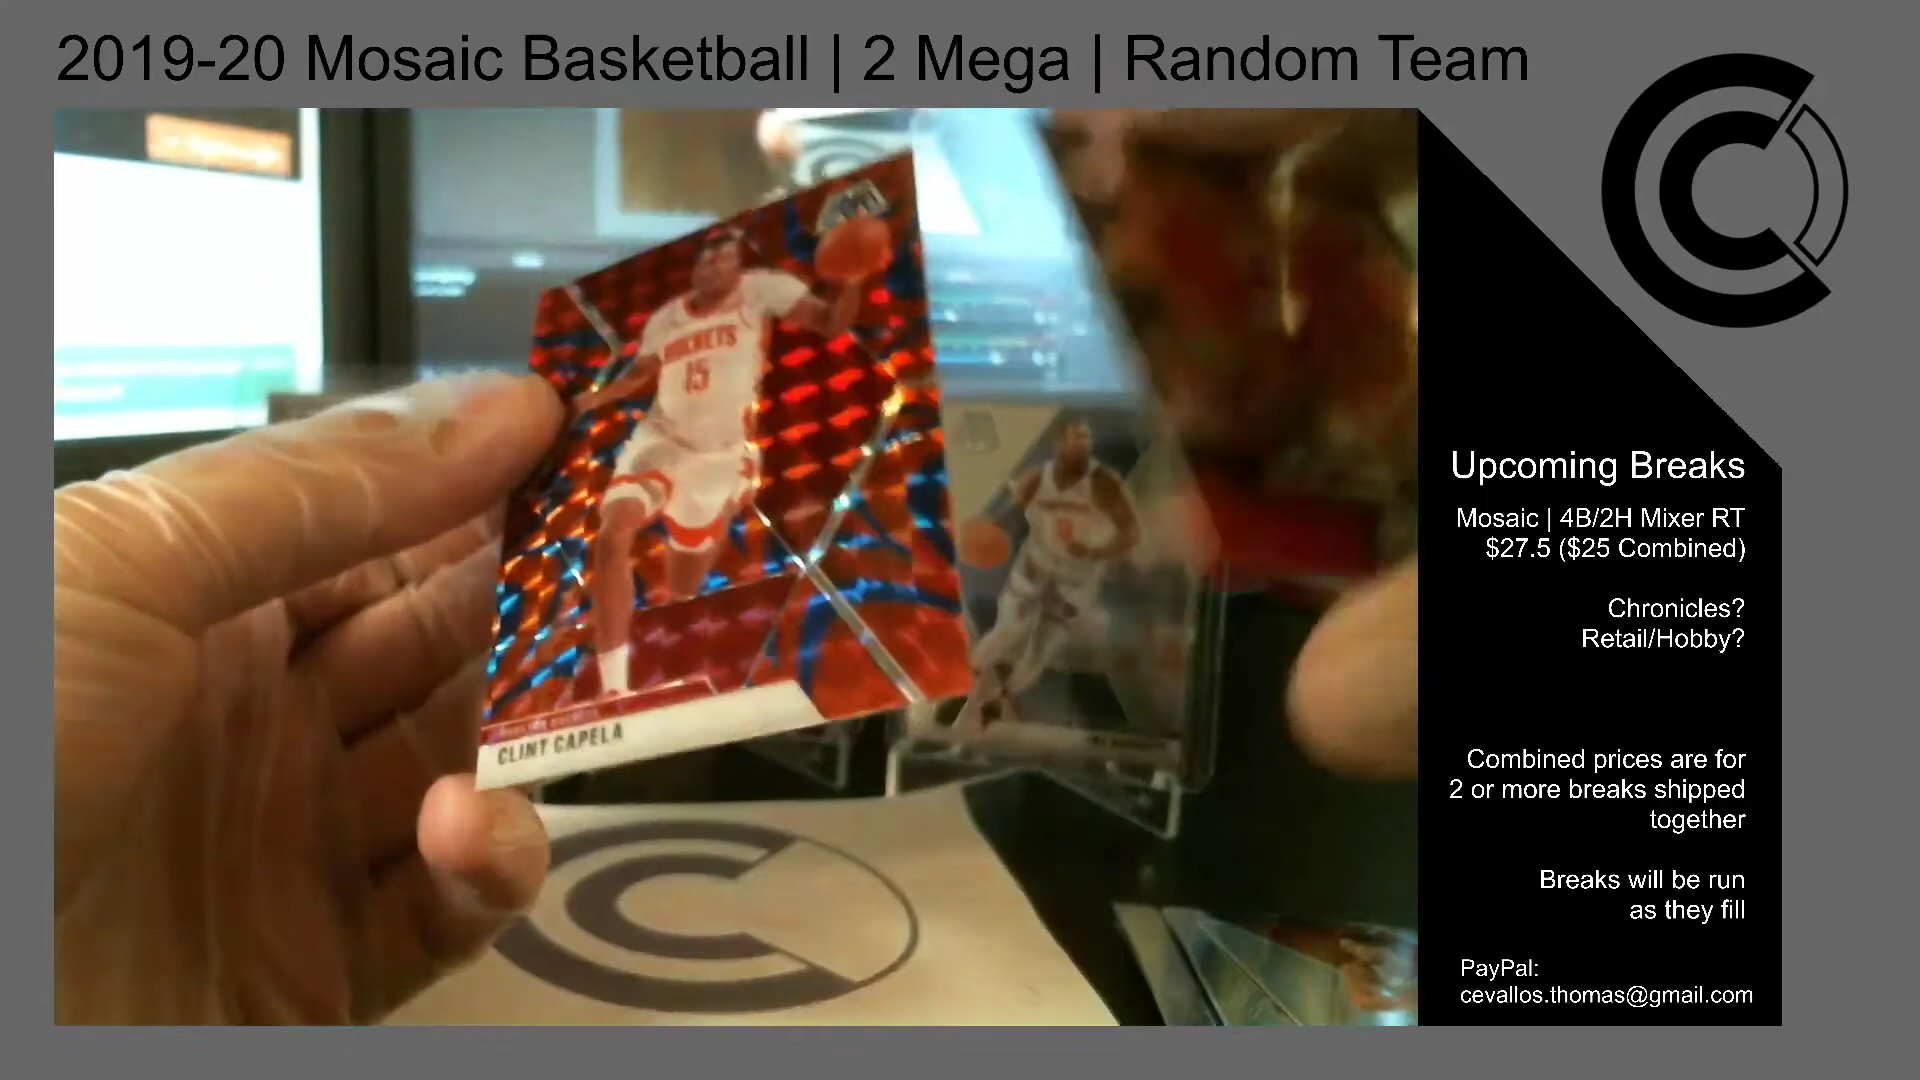 2019-20 Mosaic Basketball | 2 Mega | Random Team
ROCKETS
15
CLINT CAPELA
Upcoming Breaks
Mosaic | 4B/2H Mixer RT
$27.5 ($25 Combined)
Chronicles?
Retail/Hobby?
Combined prices are for
2 or more breaks shipped
together
Breaks will be run
as they fill
PayPal:
cevallos.thomas@gmail.com